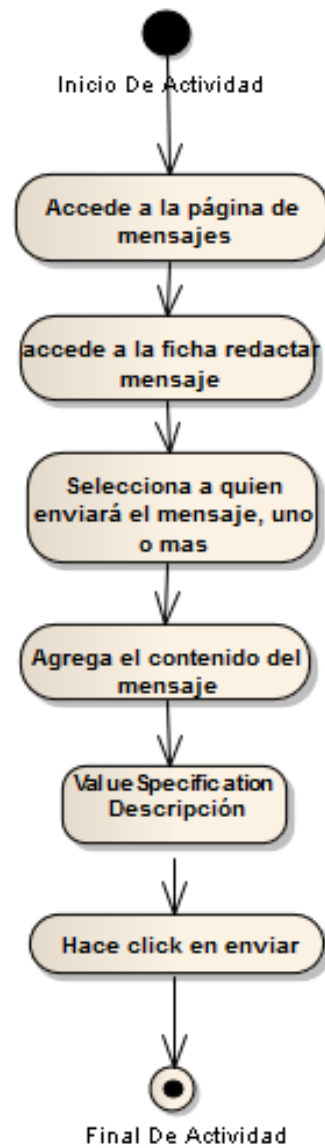 Inicio De Actividad
Accede a la página de
mensajes
accede a la ficha redactar
mensaje
Selecciona a quien
enviará el mensaje, uno
o mas
Agrega el contenido del
mensaje
ValueSpecification
Descripción
Hace click en enviar
Final De Actividad